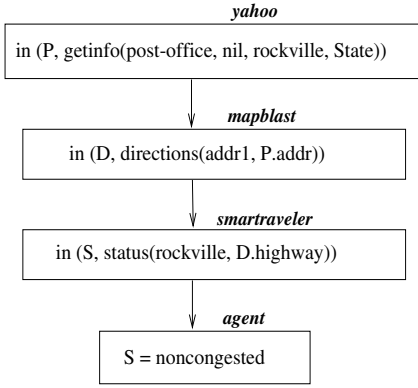 yahoo
in (P, getinfo(post-office, nil, rockville, State))
mapblast
in (D, directions(addr1, P.addr))
smartraveler
in (S, status(rockville, D.highway))
agent
S = noncongested